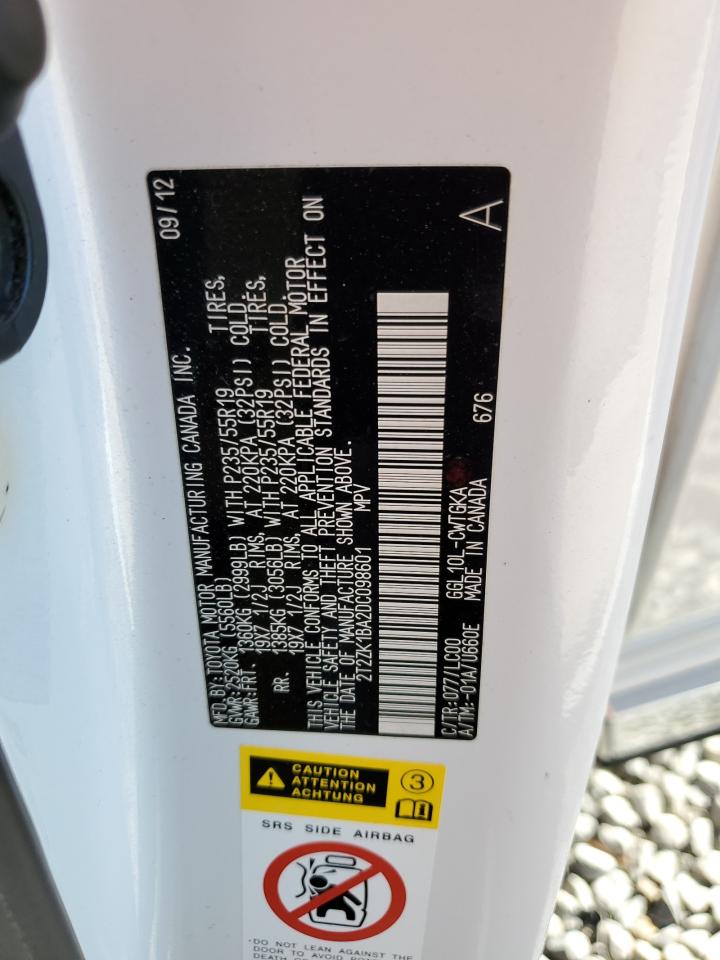 MFD. BY:TOYOTA MOTOR MANUFACTURING CANADA INC. 09/12
GVWR:2520KG (5560LB)
GAWR:FRT. 1360KG (2999LB) WITH P235/55R19 TIRES,
19X7 1/2J RIMS, AT 220KPA (32PSI) COLD.
RR. 1385KG (3056LB) WITH P235/55R19 TIRES,
19X7 1/2J RIMS, AT 220KPA (32PSI) COLD.
THIS VEHICLE CONFORMS TO ALL APPLICABLE FEDERAL MOTOR
VEHICLE SAFETY AND THEFT PREVENTION STANDARDS IN EFFECT ON
THE DATE OF MANUFACTURE SHOWN ABOVE.
2T2ZK1BA2DC098601 MPV
C/TR:077/LC00 GGL10L-CWTGKA
A/TM:-01A/U660E MADE IN CANADA 676 A
CAUTION
ATTENTION
ACHTUNG
3
SRS SIDE AIRBAG
•DO NOT LEAN AGAINST THE
DOOR TO AVOID
DEATH